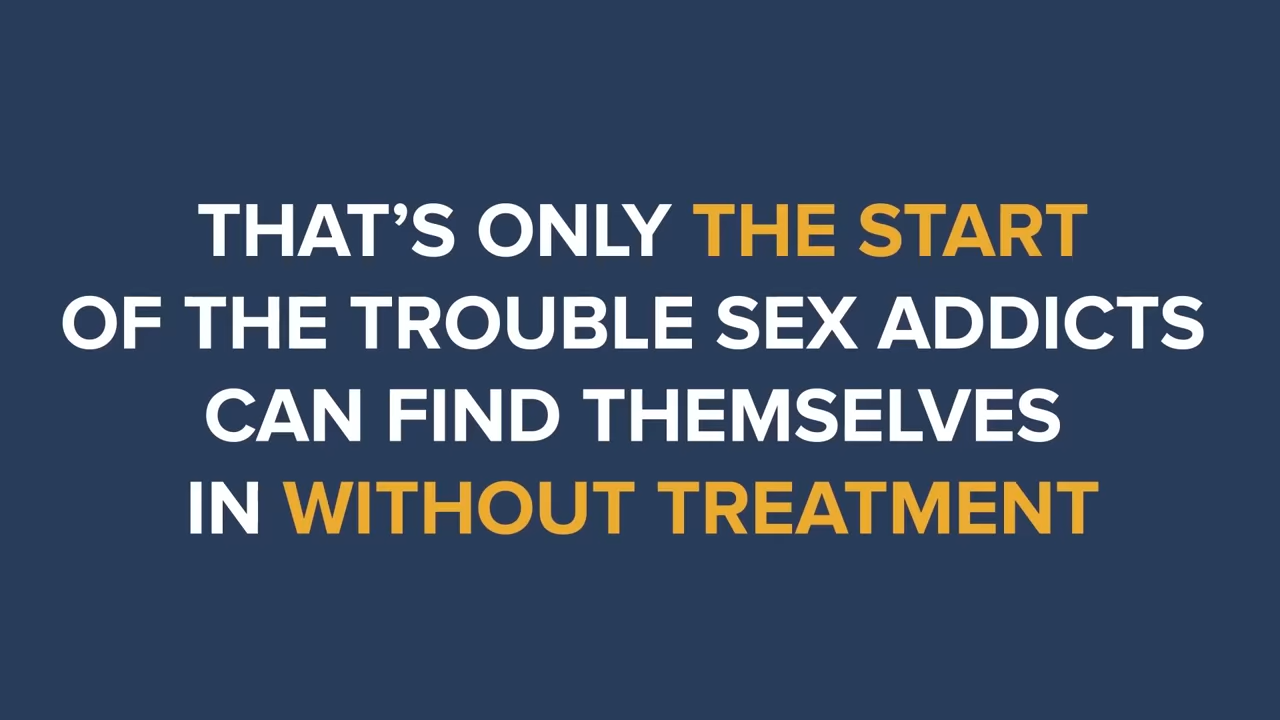 THAT’S ONLY THE START
OF THE TROUBLE SEX ADDICTS
CAN FIND THEMSELVES
IN WITHOUT TREATMENT